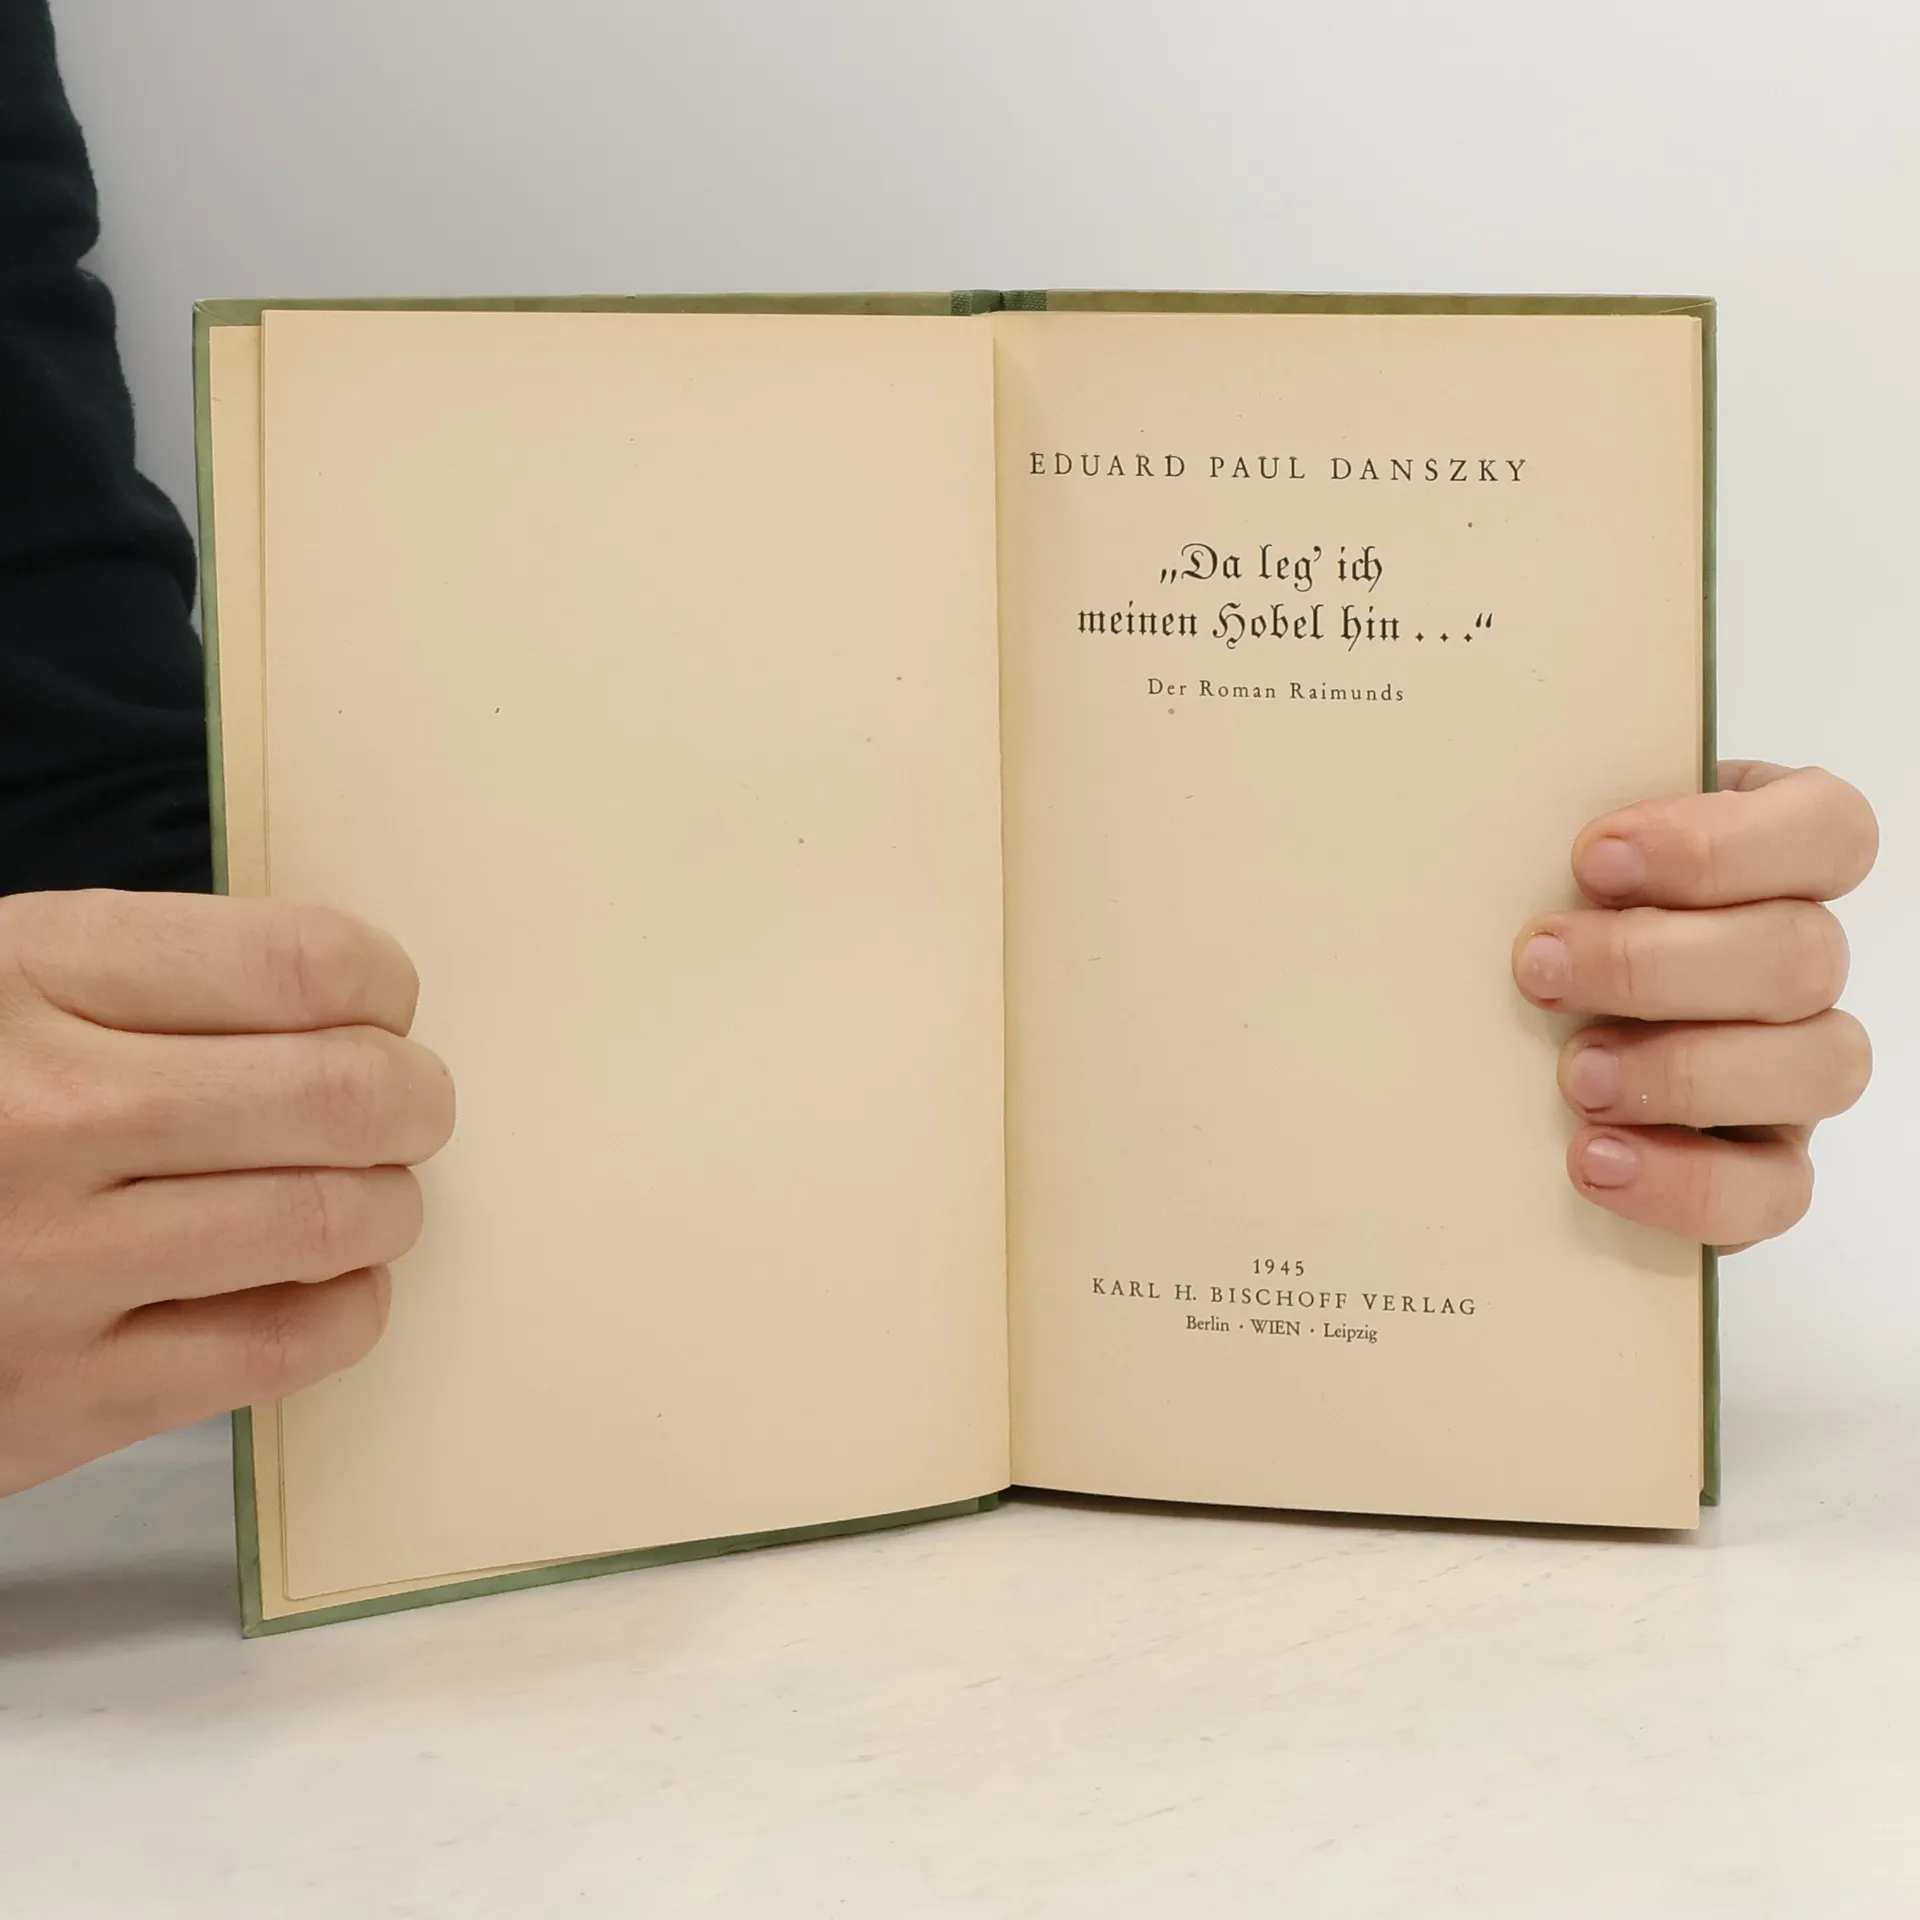 EDUARD PAUL DANSZKY
„Da leg’ ich
meinen Hobel hin . . .“
Der Roman Raimunds
1945
KARL H. BISCHOFF VERLAG
Berlin · WIEN · Leipzig